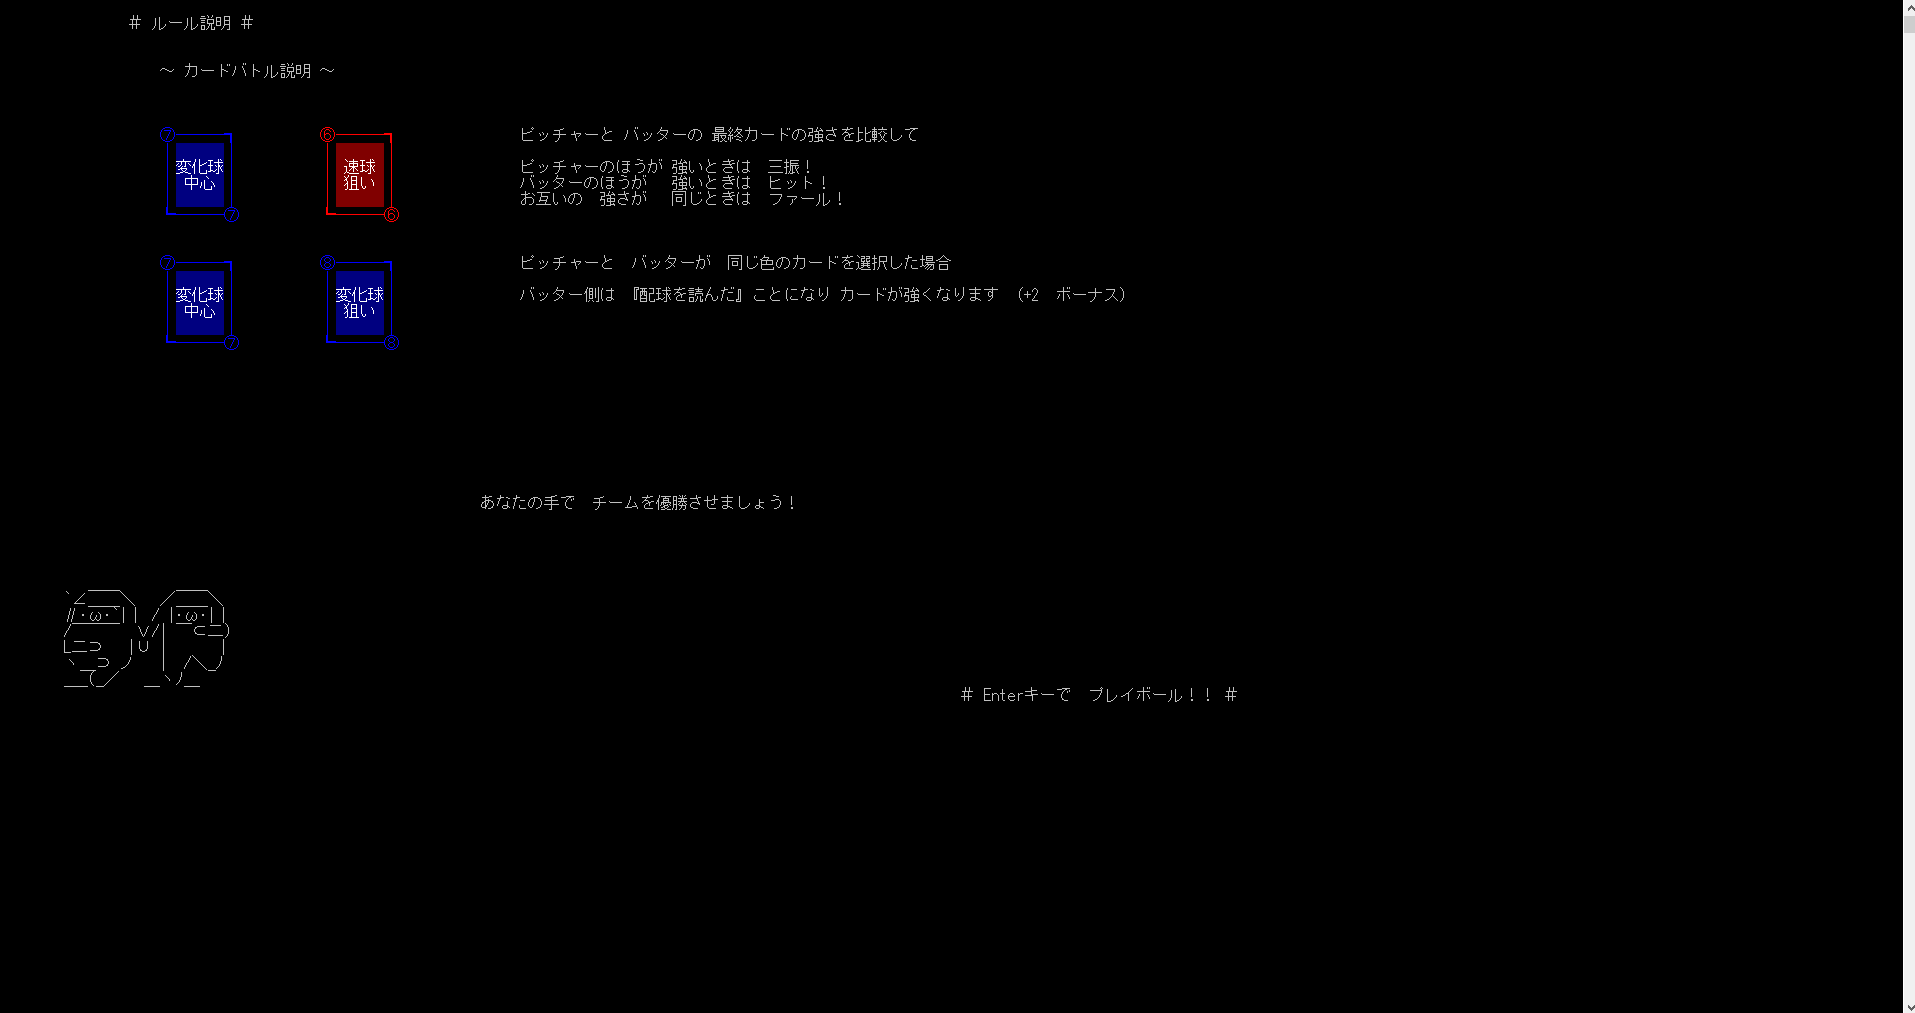 # ルール説明 #
～ カードバトル説明 ～
⑦
変化球
中心
⑦
⑥
速球
狙い
⑥
ピッチャーと バッターの 最終カードの強さを比較して
ピッチャーのほうが 強いときは　三振！
バッターのほうが　 強いときは　ヒット！
お互いの　強さが　 同じときは　ファール！
⑦
変化球
中心
⑦
⑧
変化球
狙い
⑧
ピッチャーと　バッターが　同じ色のカードを選択した場合
バッター側は 『配球を読んだ』ことになり カードが強くなります　(+2　ボーナス)
あなたの手で　チームを優勝させましょう！
# Enterキーで　プレイボール！！ #